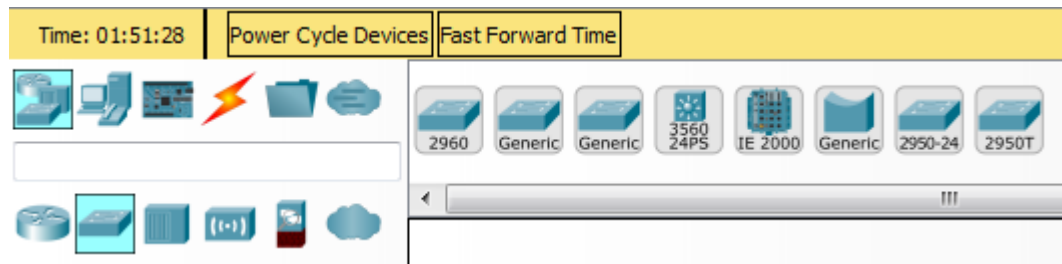 Time: 01:51:28 Power Cycle Devices Fast Forward Time
2960 Generic Generic 3560 24PS IE 2000 Generic 2950-24 2950T